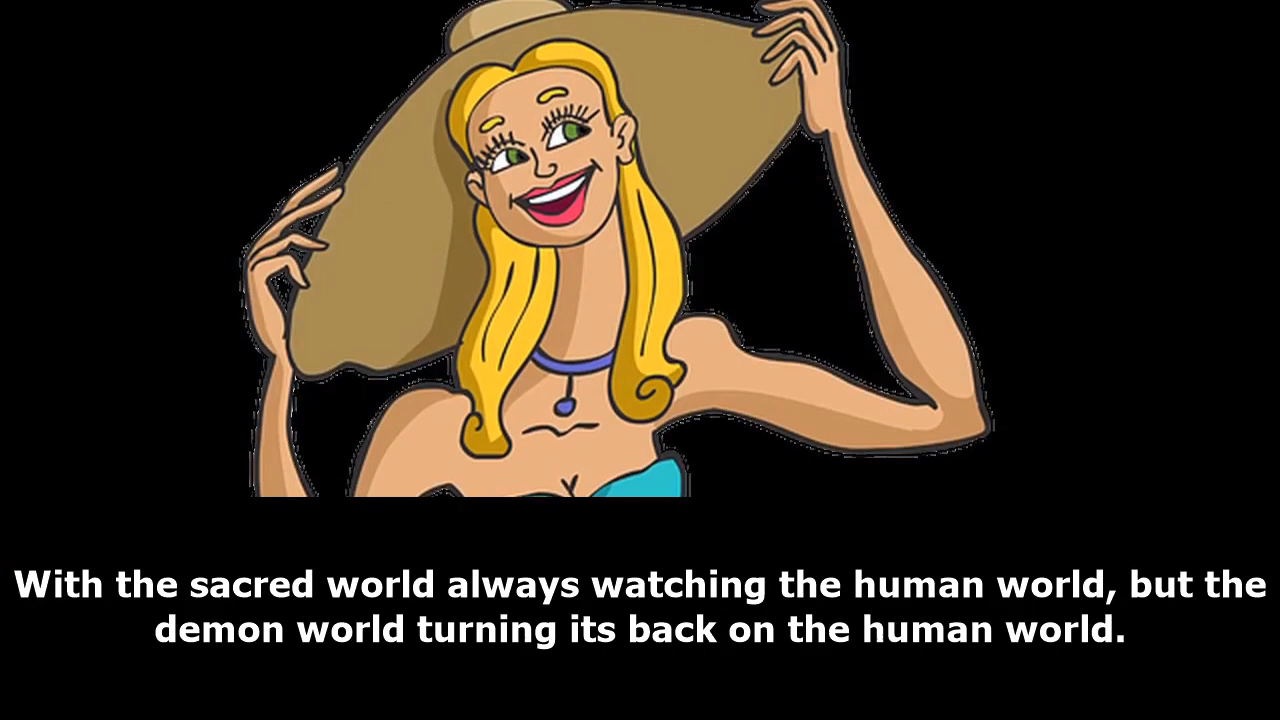 With the sacred world always watching the human world, but the
demon world turning its back on the human world.